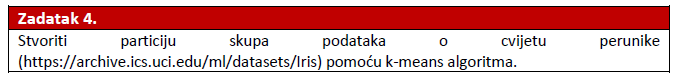 Zadatak 4.
Stvoriti particiju skupa podataka o cvijetu perunike
(https://archive.ics.uci.edu/ml/datasets/Iris) pomoću k-means algoritma.